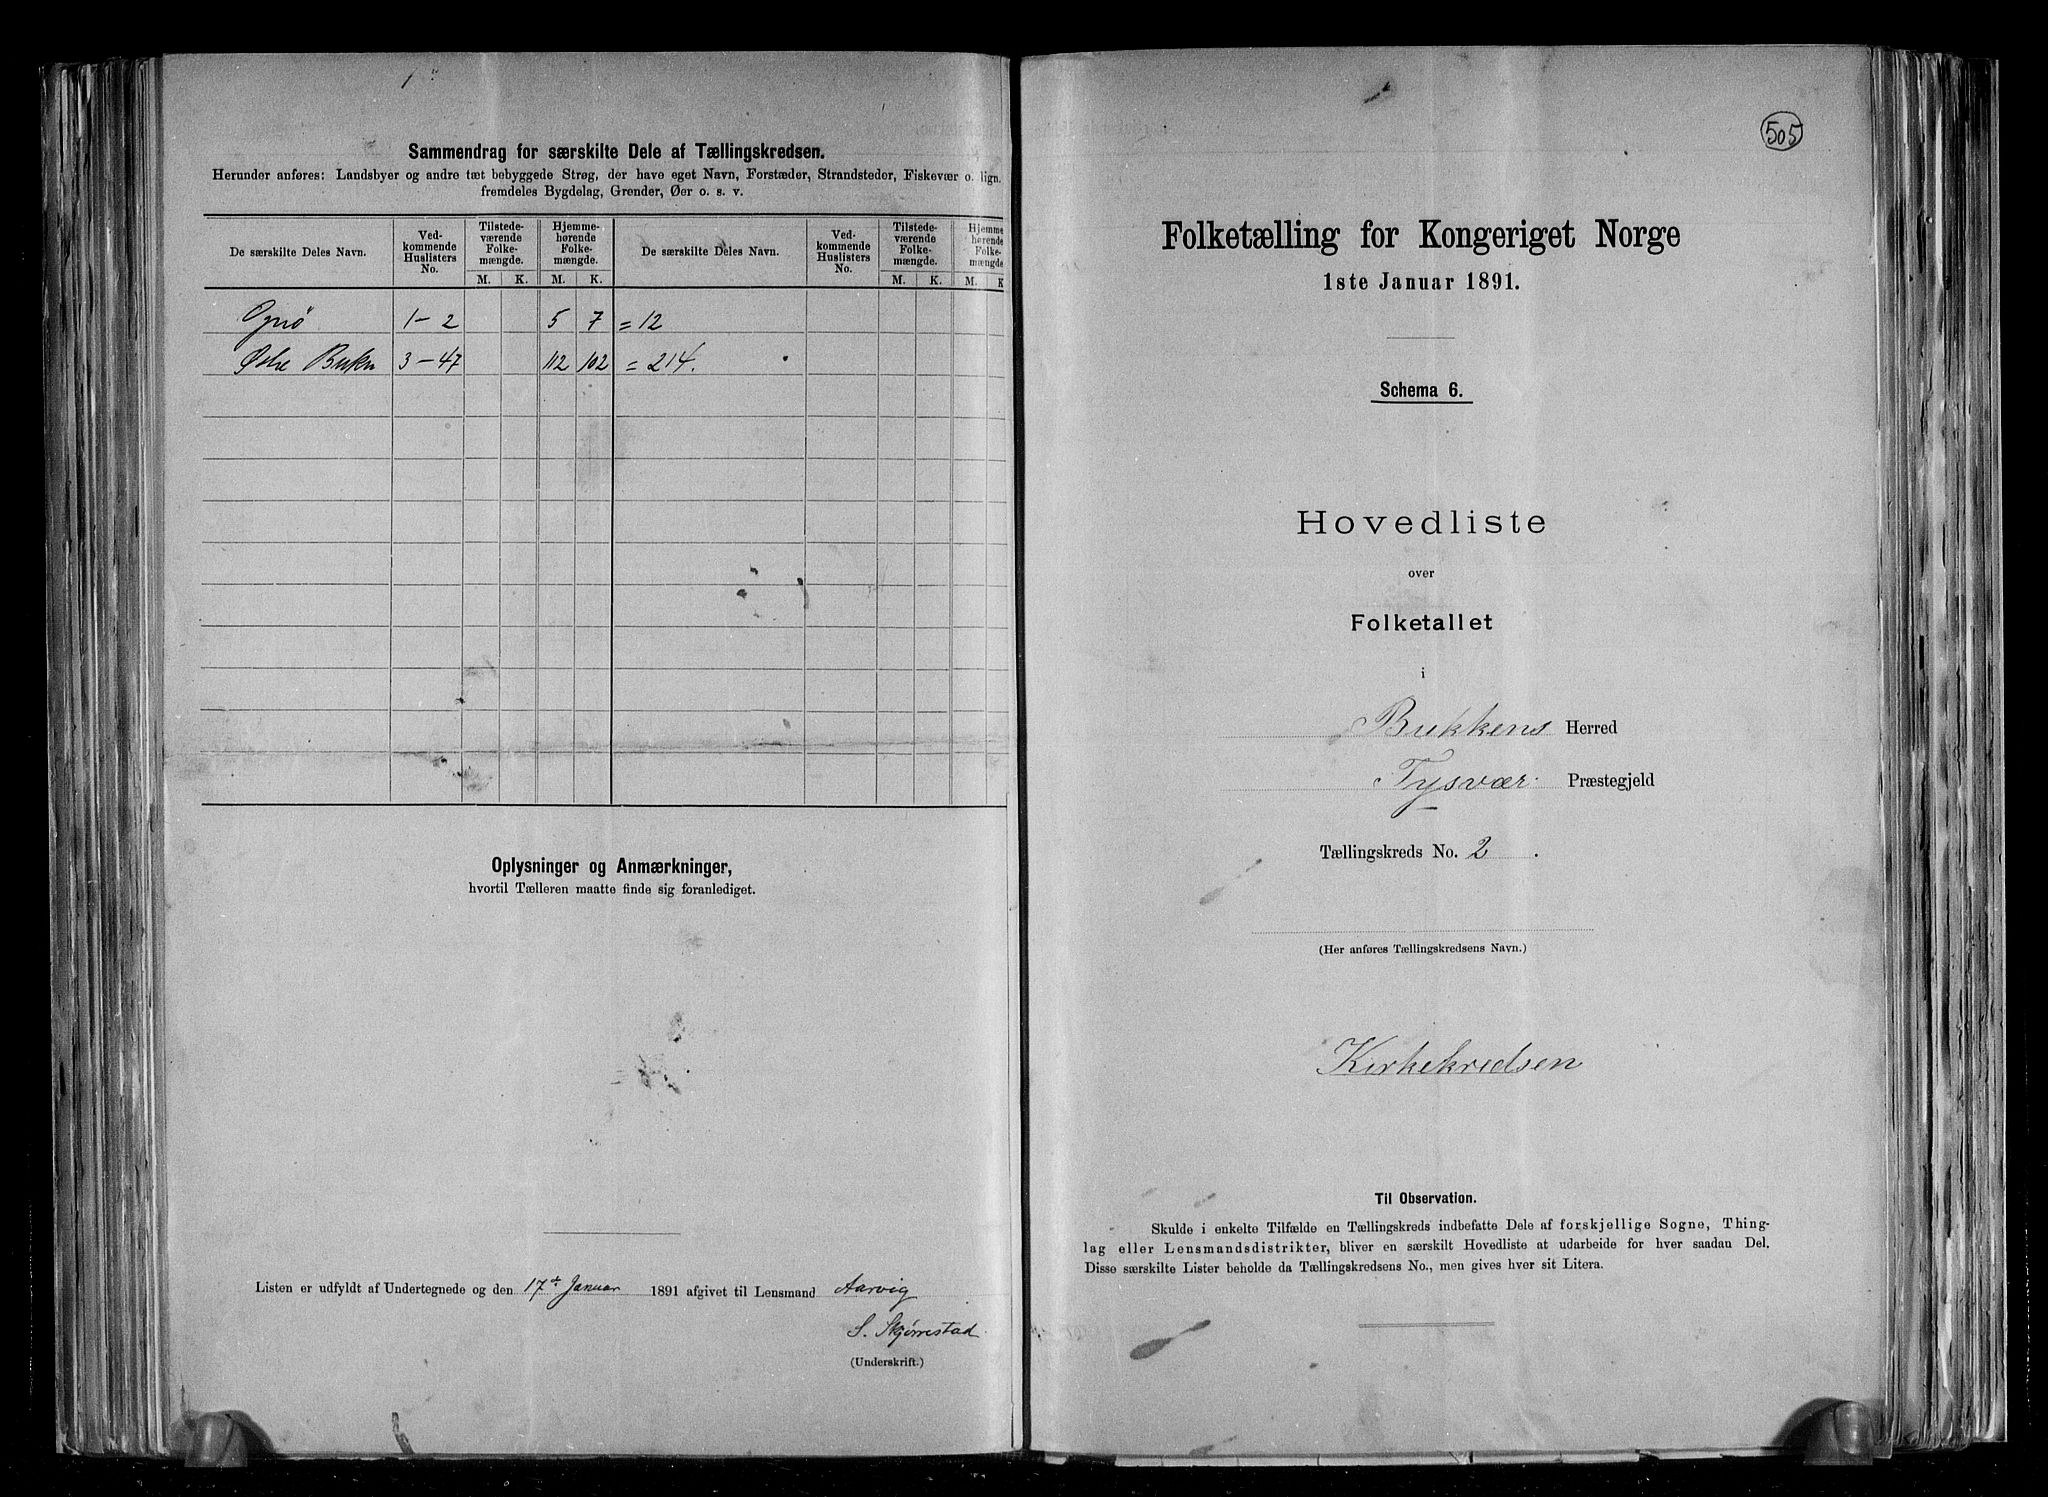 Sammendrag for særskilte Dele af Tællingskredsen.
Herunder anføres: Landsbyer og andre tæt bebyggede Strøg, der have eget Navn, Forstæder, Strandsteder, Fiskevær o. lign.
fremdeles Bygdelag, Grender, Øer o. s. v.
De særskilte Deles Navn. Ved-kommende Huslisters No. Tilstede-værende Folke-mængde. Hjemme-hørende Folke-mængde. De særskilte Deles Navn. Ved-kommende Huslisters No. Tilstede-værende Folke-mængde. Hjemme hørende Folke-mængde
M. K. M. K. M. K. M. K
Ognø 1-2 5 7 = 12
Bukn 3-47 112 102 = 214.
Oplysninger og Anmærkninger,
hvortil Tælleren maatte finde sig foranlediget.
Listen er udfyldt af Undertegnede og den 17de Januar 1891 afgivet til Lensmand Aarvig
S. Skjørrestad
(Underskrift.)
505
Folketælling for Kongeriget Norge
1ste Januar 1891.
Schema 6.
Hovedliste
over
Folketallet
i
Bukkens Herred
Tysvær Præstegjeld
Tællingskreds No. 2.
(Her anføres Tællingskredsens Navn.)
Kirkekredsen
Til Observation.
Skulde i enkelte Tilfælde en Tællingskreds indbefatte Dele af forskjellige Sogne, Thing-
lag eller Lensmandsdistrikter, bliver en særskilt Hovedliste at udarbeide for hver saadan Del.
Disse særskilte Lister beholde da Tællingskredsens No., men gives hver sit Litera.